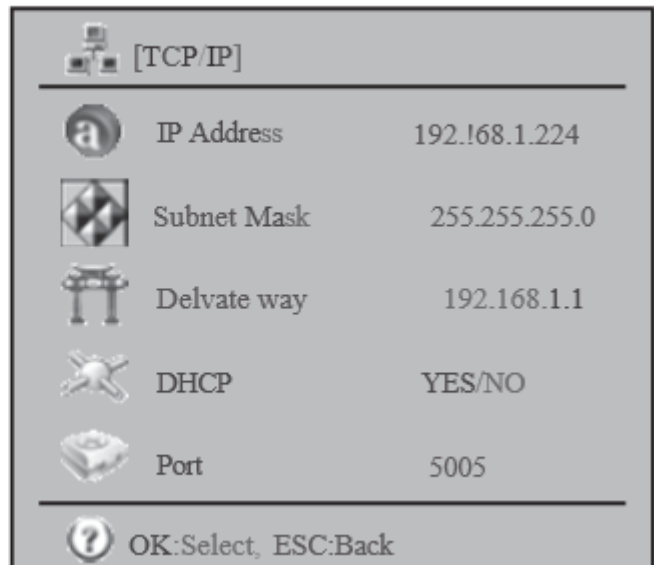 [TCP/IP]
IP Address 192.!68.1.224
Subnet Mask 255.255.255.0
Delvate way 192.168.1.1
DHCP YES/NO
Port 5005
OK:Select, ESC:Back